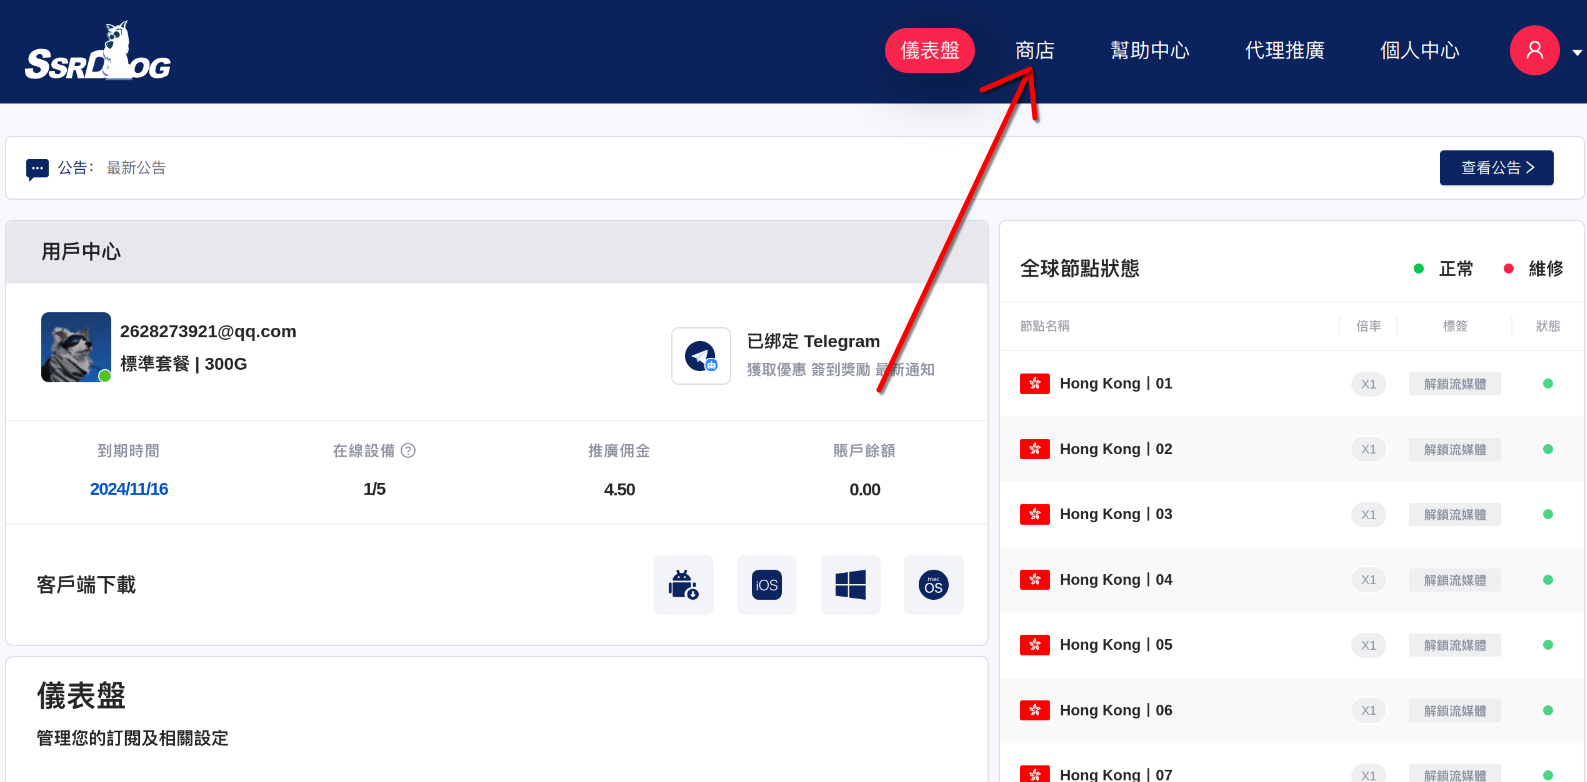 SSRDOG
儀表盤
商店
幫助中心
代理推廣
個人中心
公告：
最新公告
查看公告
用戶中心
2628273921@qq.com
標準套餐 | 300G
已绑定 Telegram
獲取優惠 簽到獎勵 最新通知
到期時間
在線設備
推廣佣金
賬戶餘額
2024/11/16
1/5
4.50
0.00
客戶端下載
iOS
mac
OS
儀表盤
管理您的訂閱及相關設定
全球節點狀態
正常
維修
節點名稱
倍率
標簽
狀態
Hong Kong丨01
X1
解鎖流媒體
Hong Kong丨02
X1
解鎖流媒體
Hong Kong丨03
X1
解鎖流媒體
Hong Kong丨04
X1
解鎖流媒體
Hong Kong丨05
X1
解鎖流媒體
Hong Kong丨06
X1
解鎖流媒體
Hong Kong丨07
X1
解鎖流媒體